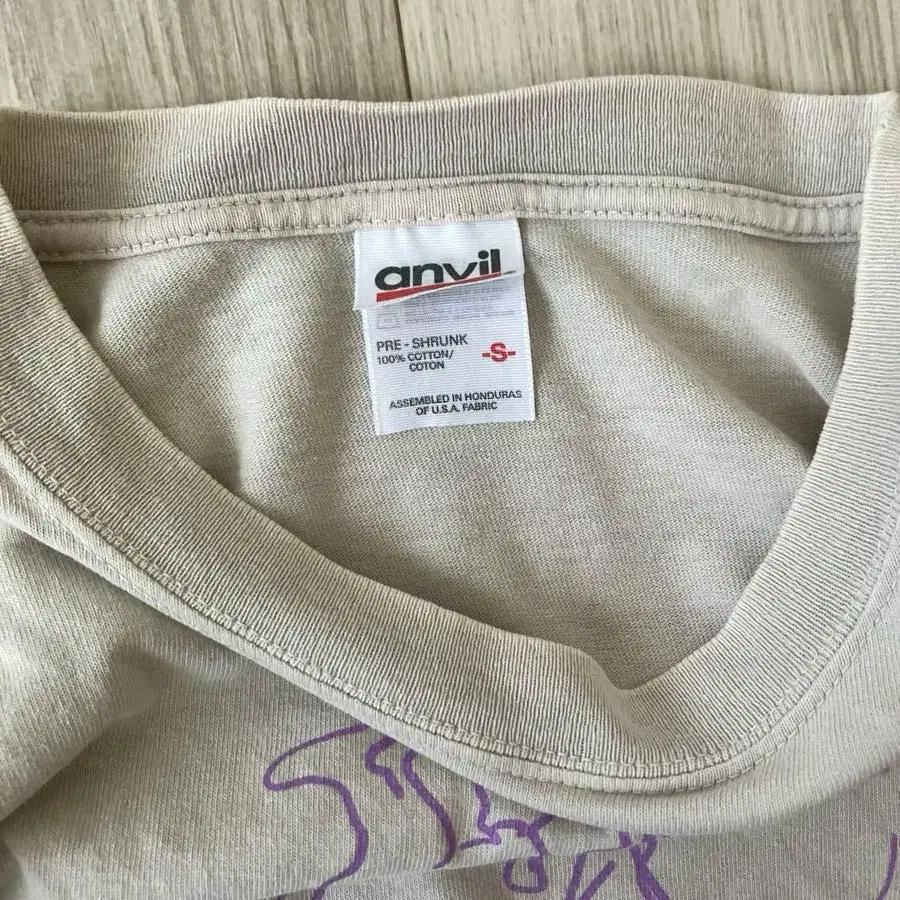 anvil
PRE - SHRUNK
100% COTTON/
COTON
-S-
ASSEMBLED IN HONDURAS
OF U.S.A. FABRIC